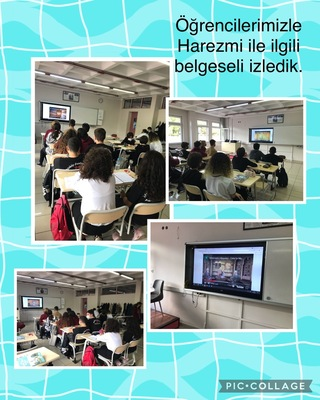 Öğrencilerimizle
Harezmi ile ilgili
belgeseli izledik.
PIC•COLLAGE